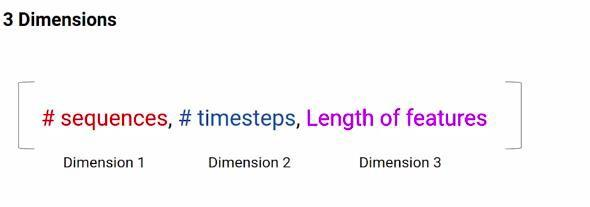 3 Dimensions
# sequences, # timesteps, Length of features
Dimension 1 Dimension 2 Dimension 3